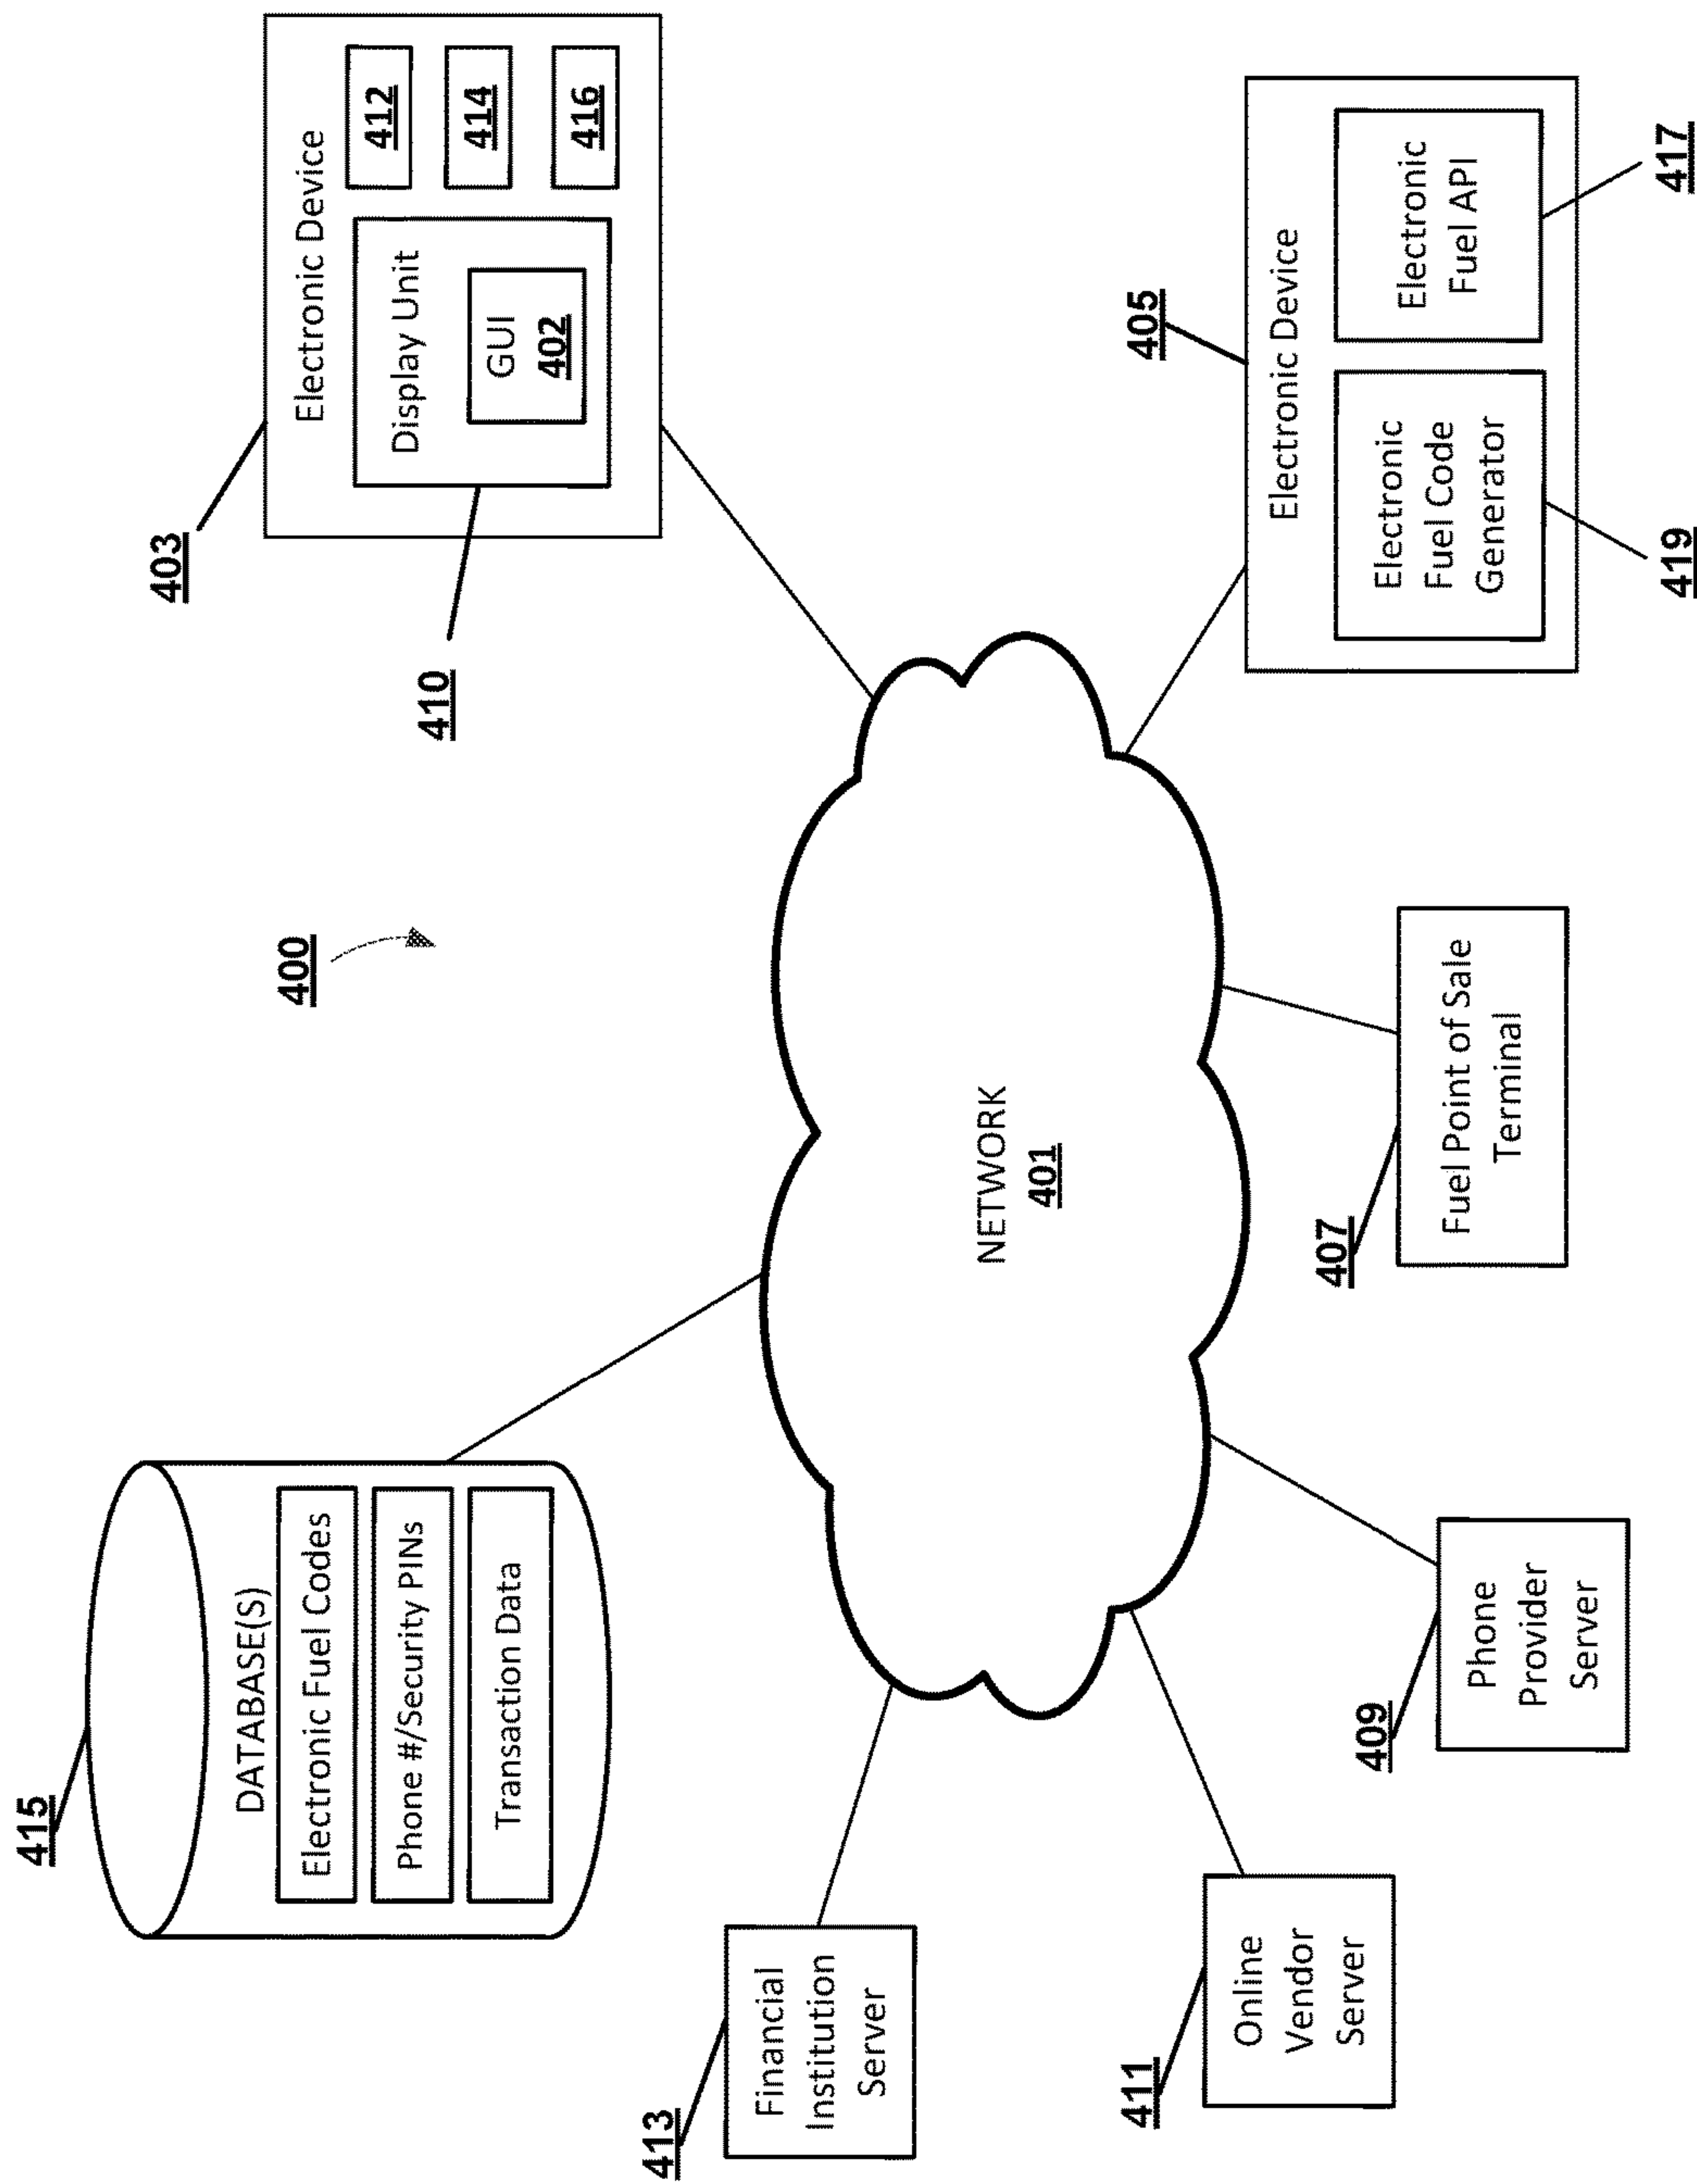 415
DATABASE(S)
Electronic Fuel Codes
Phone #/Security PINs
Transaction Data
400
403
Electronic Device
410
Display Unit
GUI
402
412
414
416
413
Financial
Institution
Server
NETWORK
401
411
Online
Vendor
Server
409
Phone
Provider
Server
407
Fuel Point of Sale
Terminal
405
Electronic Device
Electronic
Fuel Code
Generator
Electronic
Fuel API
419
417